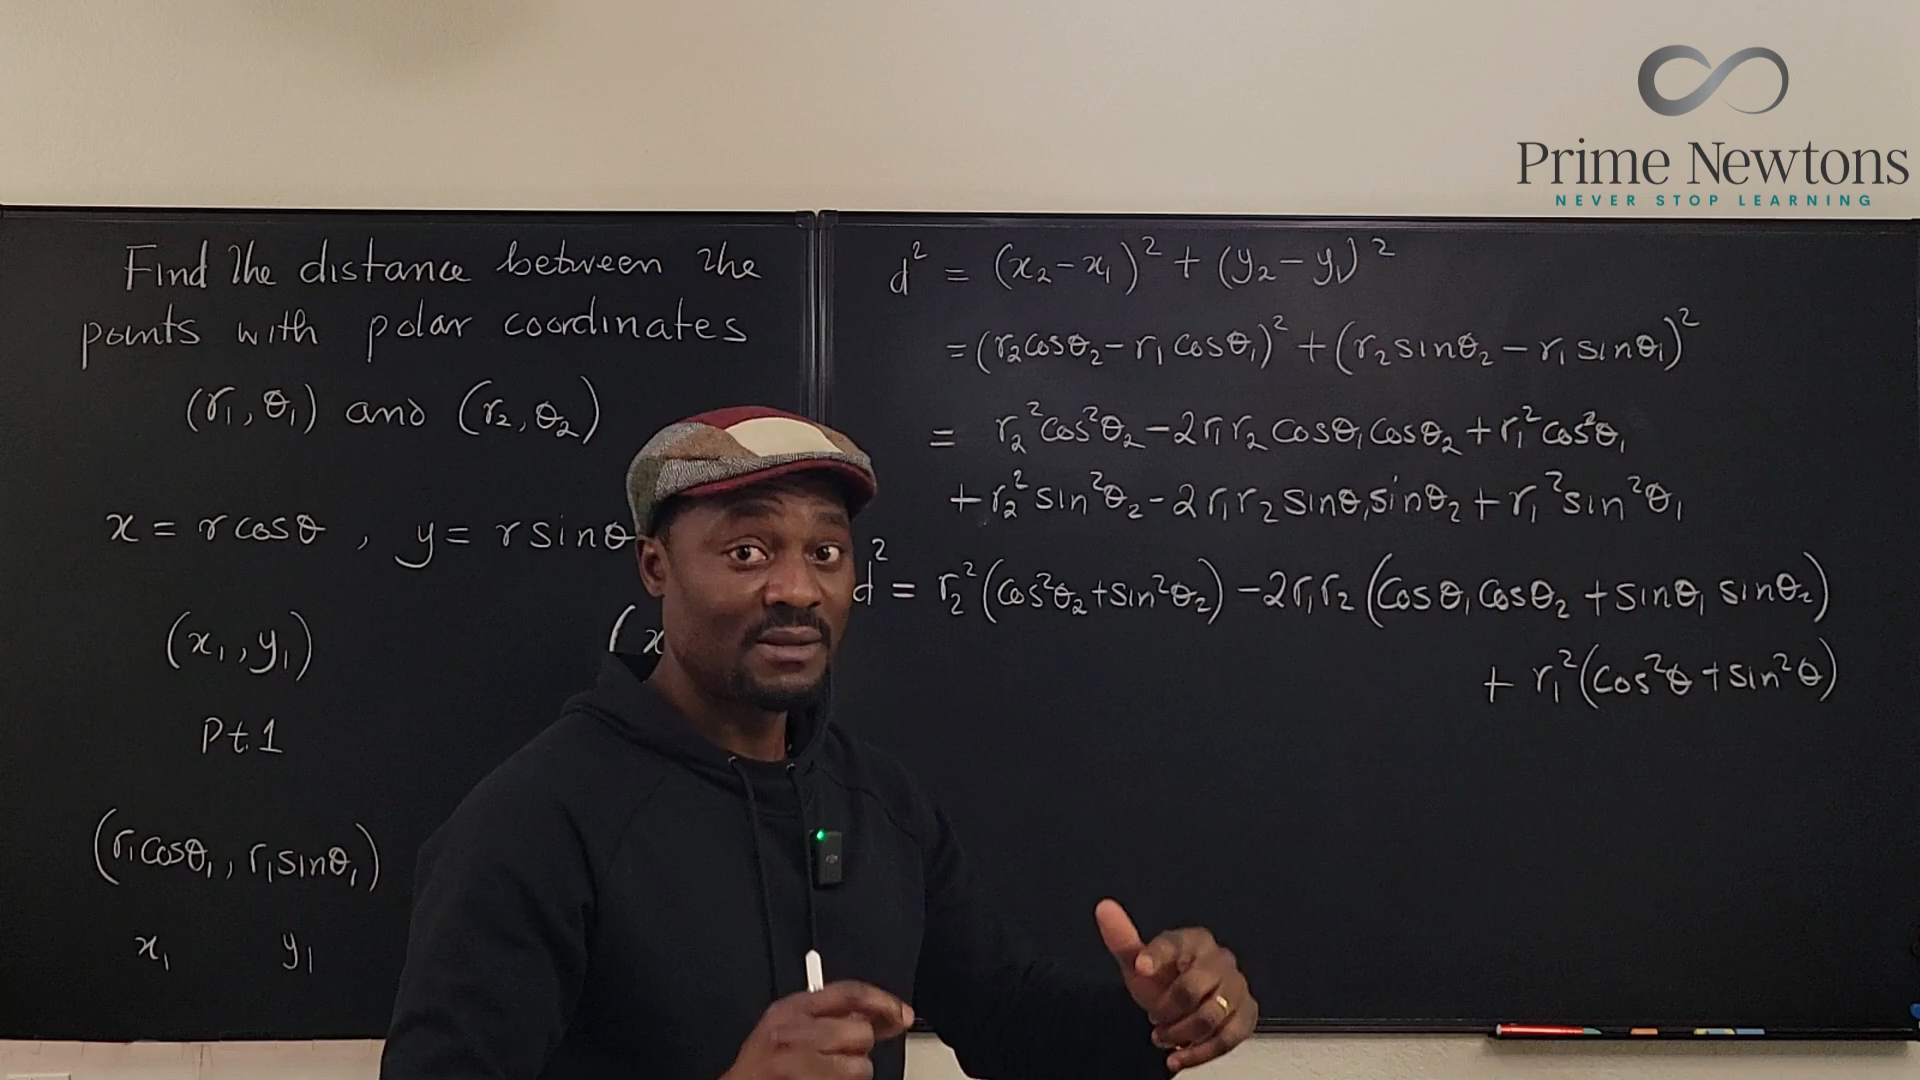 Prime Newtons
NEVER STOP LEARNING
Find the distance between the
points with polar coordinates
(r₁, θ₁) and (r₂, θ₂)
x = r cosθ , y = r sinθ
(x₁, y₁) (x
Pt. 1
(r₁cosθ₁, r₁sinθ₁)
x₁ y₁
d² = (x₂ - x₁)² + (y₂ - y₁)²
= (r₂cosθ₂ - r₁cosθ₁)² + (r₂sinθ₂ - r₁sinθ₁)²
= r₂²cos²θ₂ - 2r₁r₂cosθ₁cosθ₂ + r₁²cos²θ₁
+ r₂²sin²θ₂ - 2r₁r₂sinθ₁sinθ₂ + r₁²sin²θ₁
d² = r₂²(cos²θ₂ + sin²θ₂) - 2r₁r₂(cosθ₁cosθ₂ + sinθ₁sinθ₂)
+ r₁²(cos²θ + sin²θ)